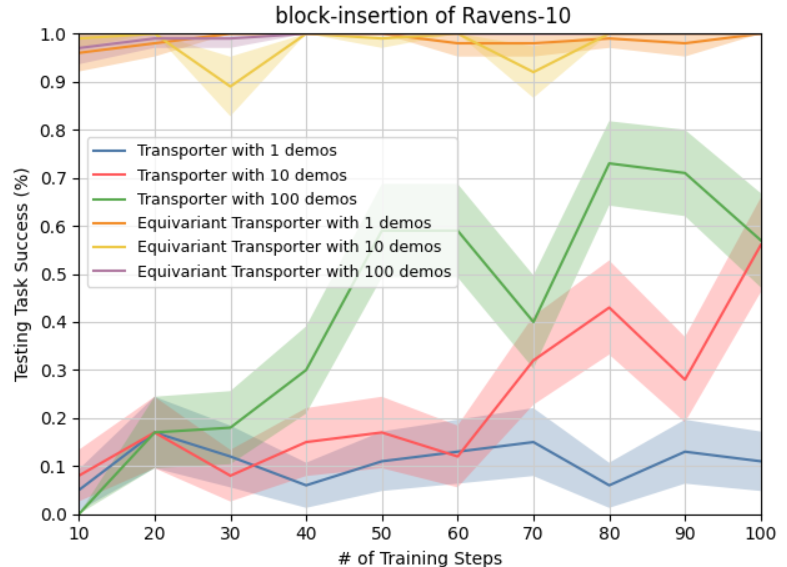 block-insertion of Ravens-10
Testing Task Success (%)
1.0
0.9
0.8
0.7
0.6
0.5
0.4
0.3
0.2
0.1
0.0
Transporter with 1 demos
Transporter with 10 demos
Transporter with 100 demos
Equivariant Transporter with 1 demos
Equivariant Transporter with 10 demos
Equivariant Transporter with 100 demos
10 20 30 40 50 60 70 80 90 100
# of Training Steps